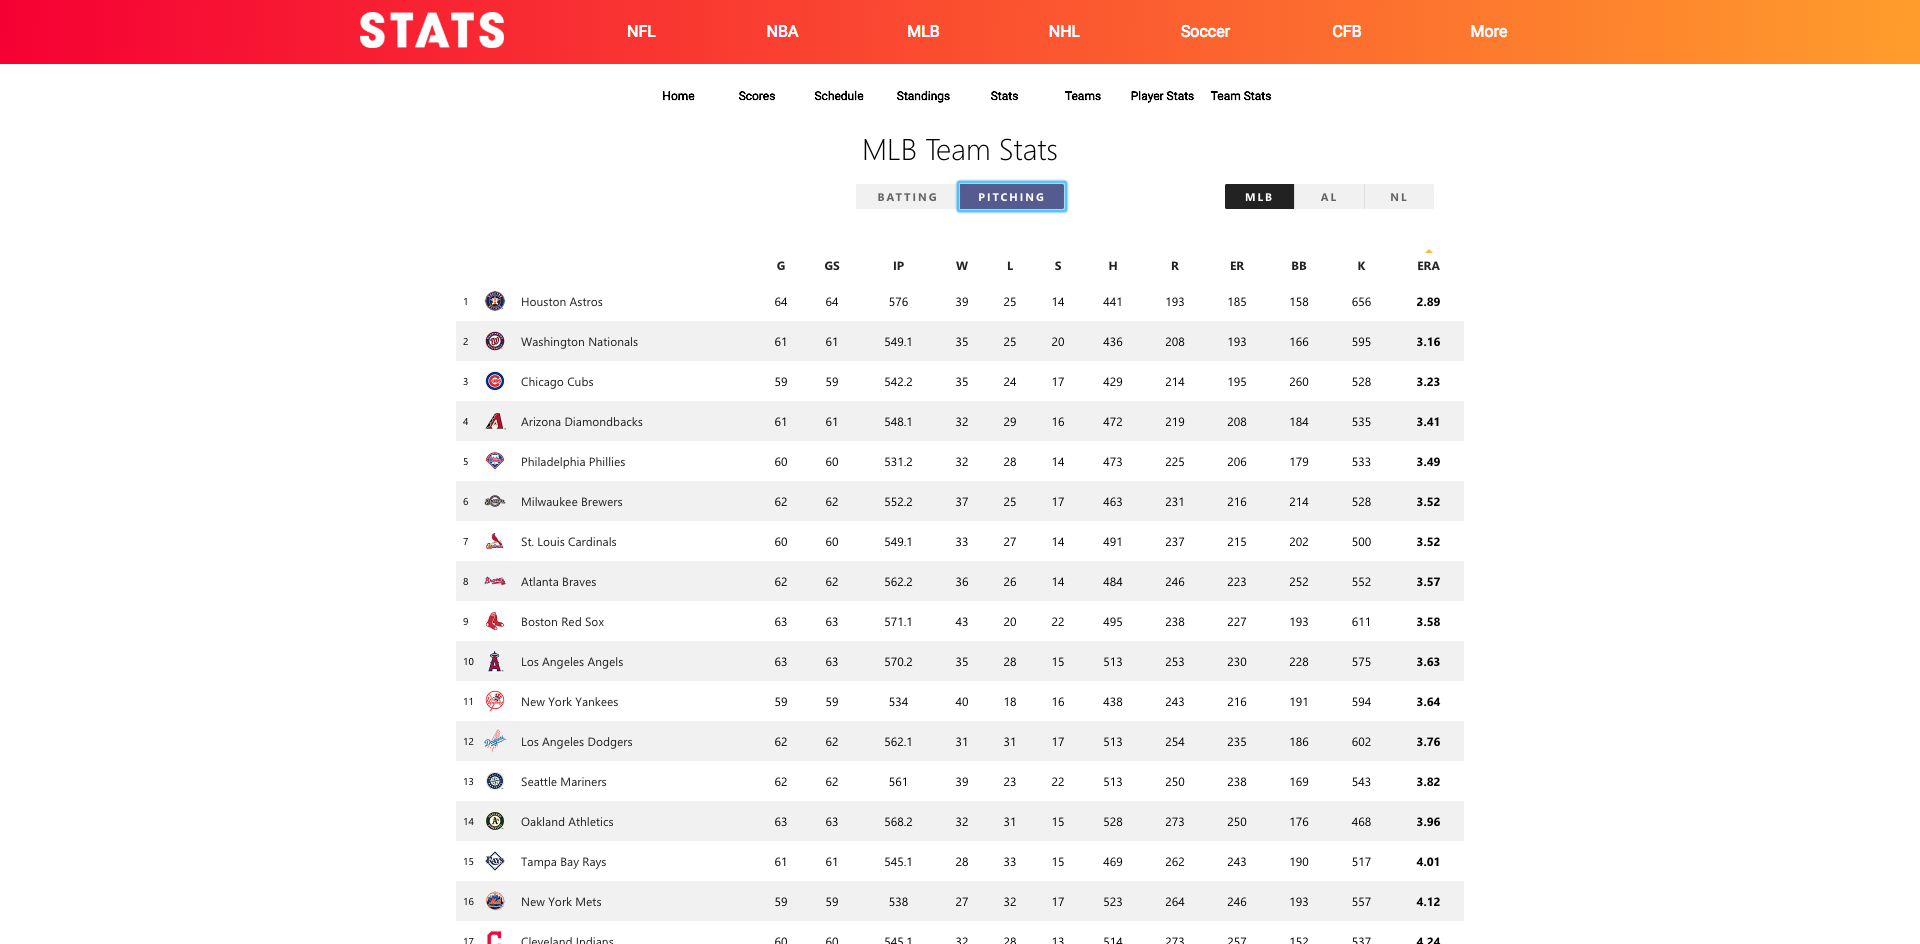 STATS NFL NBA MLB NHL Soccer CFB More
Home Scores Schedule Standings Stats Teams Player Stats Team Stats
MLB Team Stats
BATTING PITCHING MLB AL NL
G GS IP W L S H R ER BB K ERA
1 Houston Astros 64 64 576 39 25 14 441 193 185 158 656 2.89
2 Washington Nationals 61 61 549.1 35 25 20 436 208 193 166 595 3.16
3 Chicago Cubs 59 59 542.2 35 24 17 429 214 195 260 528 3.23
4 Arizona Diamondbacks 61 61 548.1 32 29 16 472 219 208 184 535 3.41
5 Philadelphia Phillies 60 60 531.2 32 28 14 473 225 206 179 533 3.49
6 Milwaukee Brewers 62 62 552.2 37 25 17 463 231 216 214 528 3.52
7 St. Louis Cardinals 60 60 549.1 33 27 14 491 237 215 202 500 3.52
8 Atlanta Braves 62 62 562.2 36 26 14 484 246 223 252 552 3.57
9 Boston Red Sox 63 63 571.1 43 20 22 495 238 227 193 611 3.58
10 Los Angeles Angels 63 63 570.2 35 28 15 513 253 230 228 575 3.63
11 New York Yankees 59 59 534 40 18 16 438 243 216 191 594 3.64
12 Los Angeles Dodgers 62 62 562.1 31 31 17 513 254 235 186 602 3.76
13 Seattle Mariners 62 62 561 39 23 22 513 250 238 169 543 3.82
14 Oakland Athletics 63 63 568.2 32 31 15 528 273 250 176 468 3.96
15 Tampa Bay Rays 61 61 545.1 28 33 15 469 262 243 190 517 4.01
16 New York Mets 59 59 538 27 32 17 523 264 246 193 557 4.12
17 Cleveland Indians 60 60 545.1 32 28 13 514 273 257 152 537 4.24